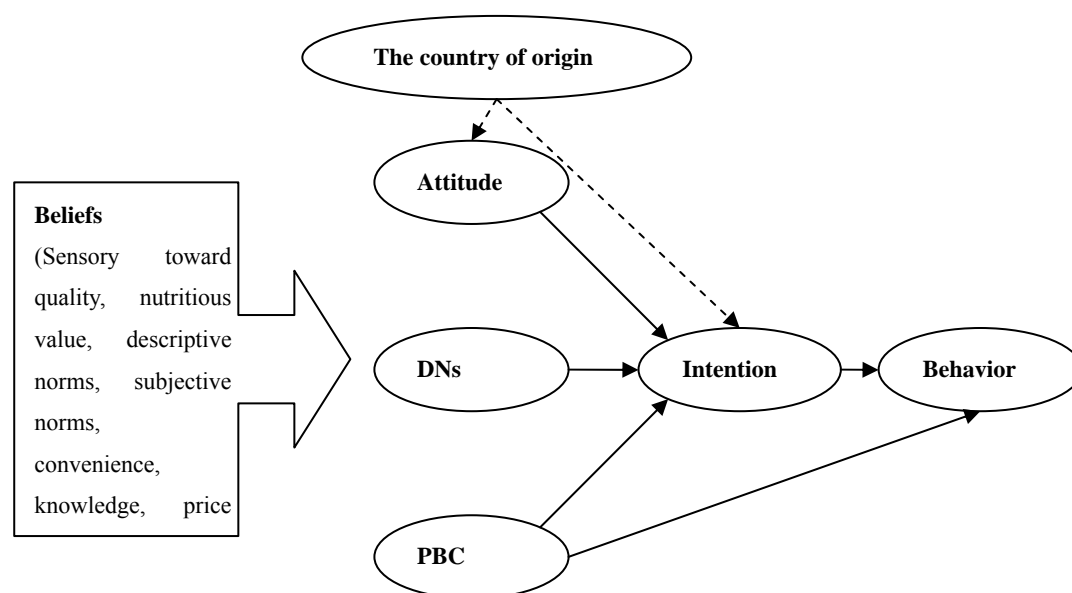 The country of origin
Attitude
Beliefs
(Sensory toward
quality, nutritious
value, descriptive
norms, subjective
norms,
convenience,
knowledge, price
DNs
Intention
Behavior
PBC